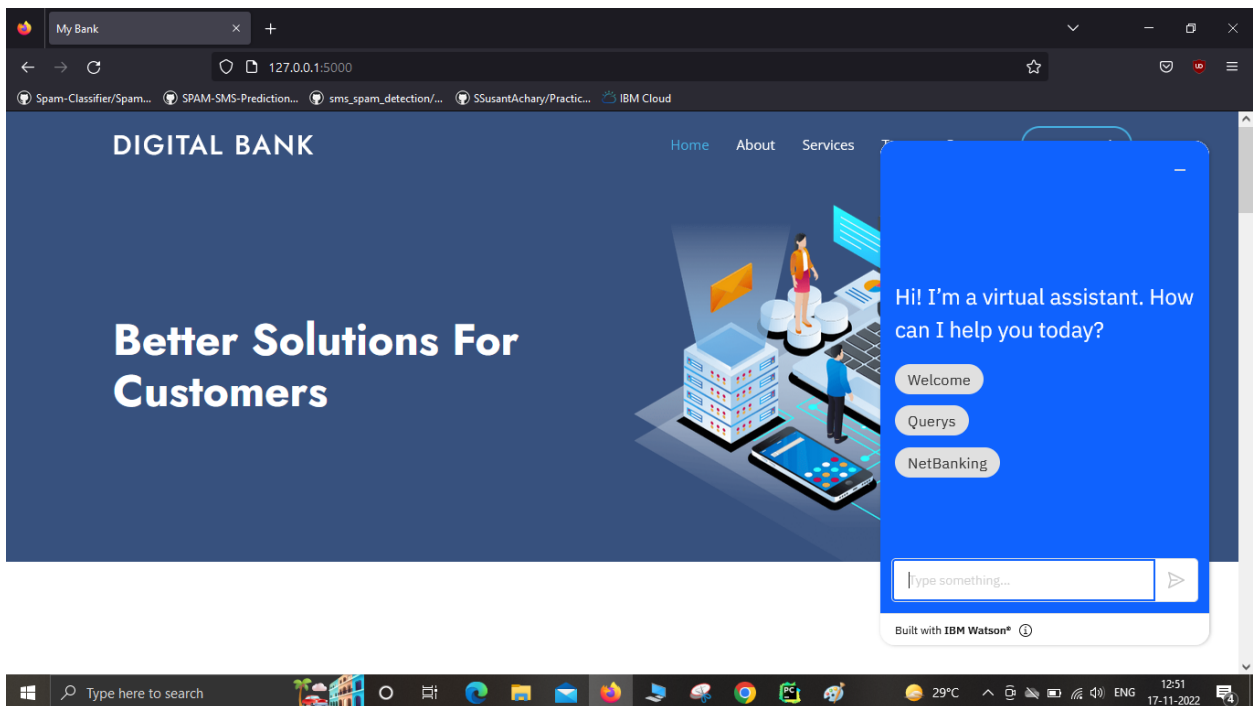 My Bank
127.0.0.1:5000
Spam-Classifier/Spam... SPAM-SMS-Prediction... sms_spam_detection/... SSusantAchary/Practic... IBM Cloud
DIGITAL BANK
Home About Services
Better Solutions For
Customers
Hi! I'm a virtual assistant. How
can I help you today?
Welcome
Querys
NetBanking
Type something...
Built with IBM Watson®
Type here to search
29°C ENG
12:51
17-11-2022
4